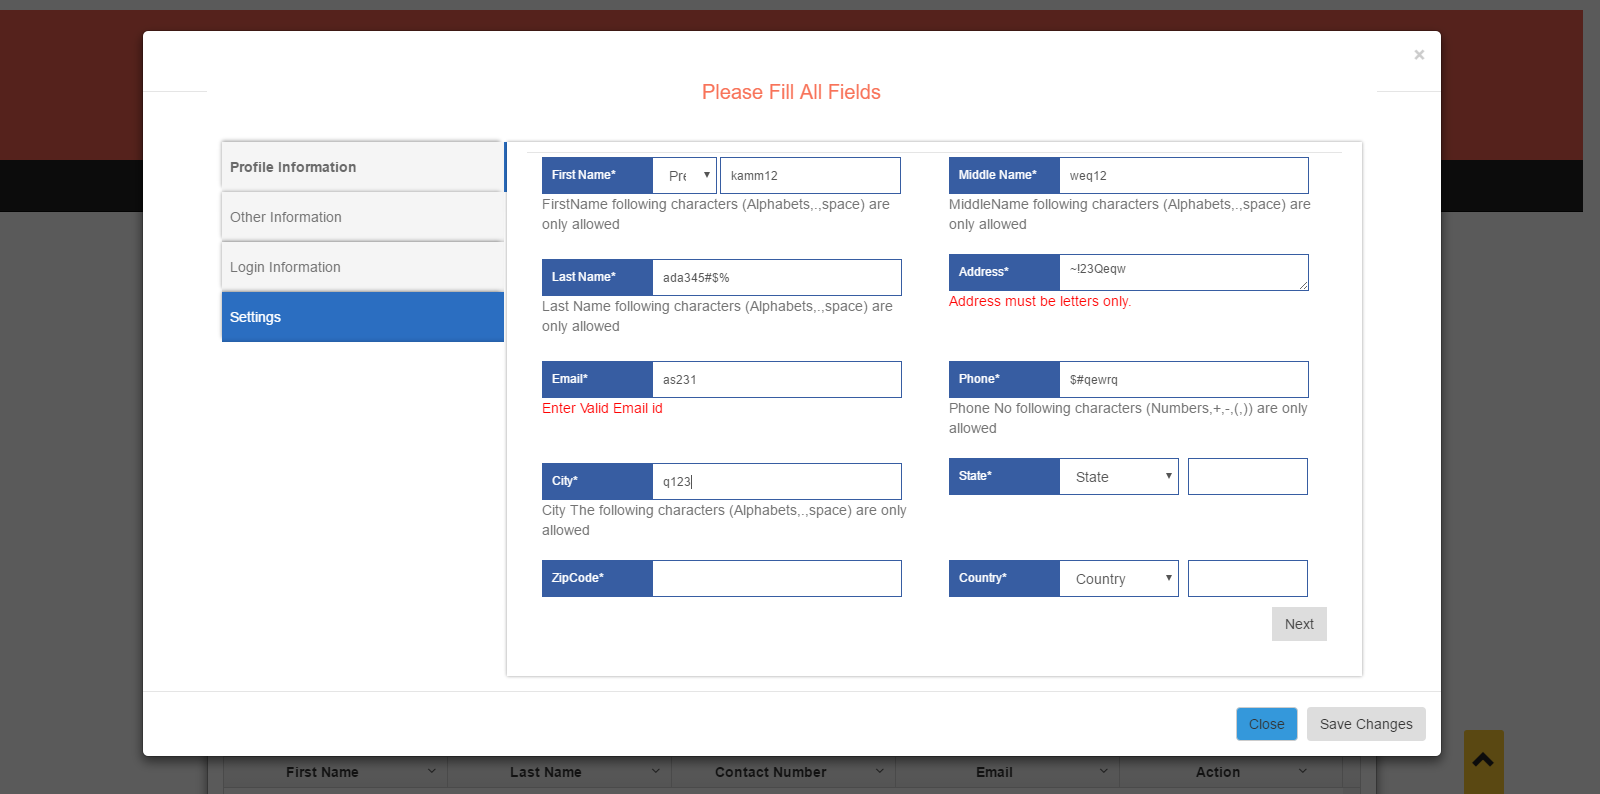 ×
Please Fill All Fields
Profile Information
Other Information
Login Information
Settings
First Name* Pre kamm12
FirstName following characters (Alphabets,.,space) are
only allowed
Middle Name* weq12
MiddleName following characters (Alphabets,.,space) are
only allowed
Last Name* ada345#$%
Last Name following characters (Alphabets,.,space) are
only allowed
Address* ~!23Qeqw
Address must be letters only.
Email* as231
Enter Valid Email id
Phone* $#qewrq
Phone No following characters (Numbers,+,-,(,)) are only
allowed
City* q123
City The following characters (Alphabets,.,space) are only
allowed
State* State
ZipCode*
Country* Country
Next
Close Save Changes
First Name Last Name Contact Number Email Action